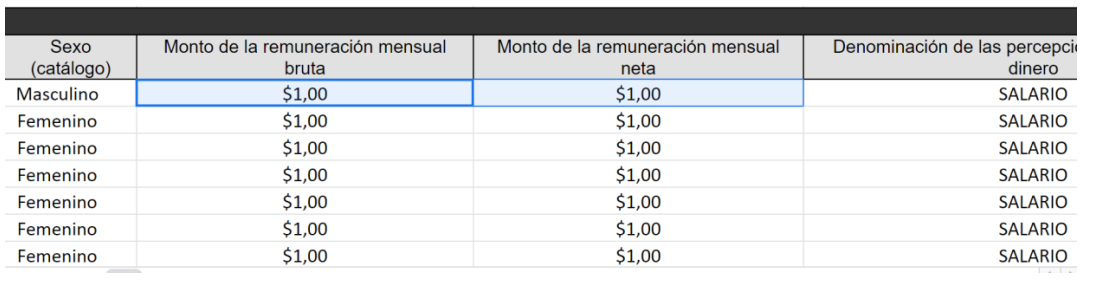 Sexo (catálogo) Monto de la remuneración mensual bruta Monto de la remuneración mensual neta Denominación de las dinero
Masculino $1,00 $1,00 SALARIO
Femenino $1,00 $1,00 SALARIO
Femenino $1,00 $1,00 SALARIO
Femenino $1,00 $1,00 SALARIO
Femenino $1,00 $1,00 SALARIO
Femenino $1,00 $1,00 SALARIO
Femenino $1,00 $1,00 SALARIO